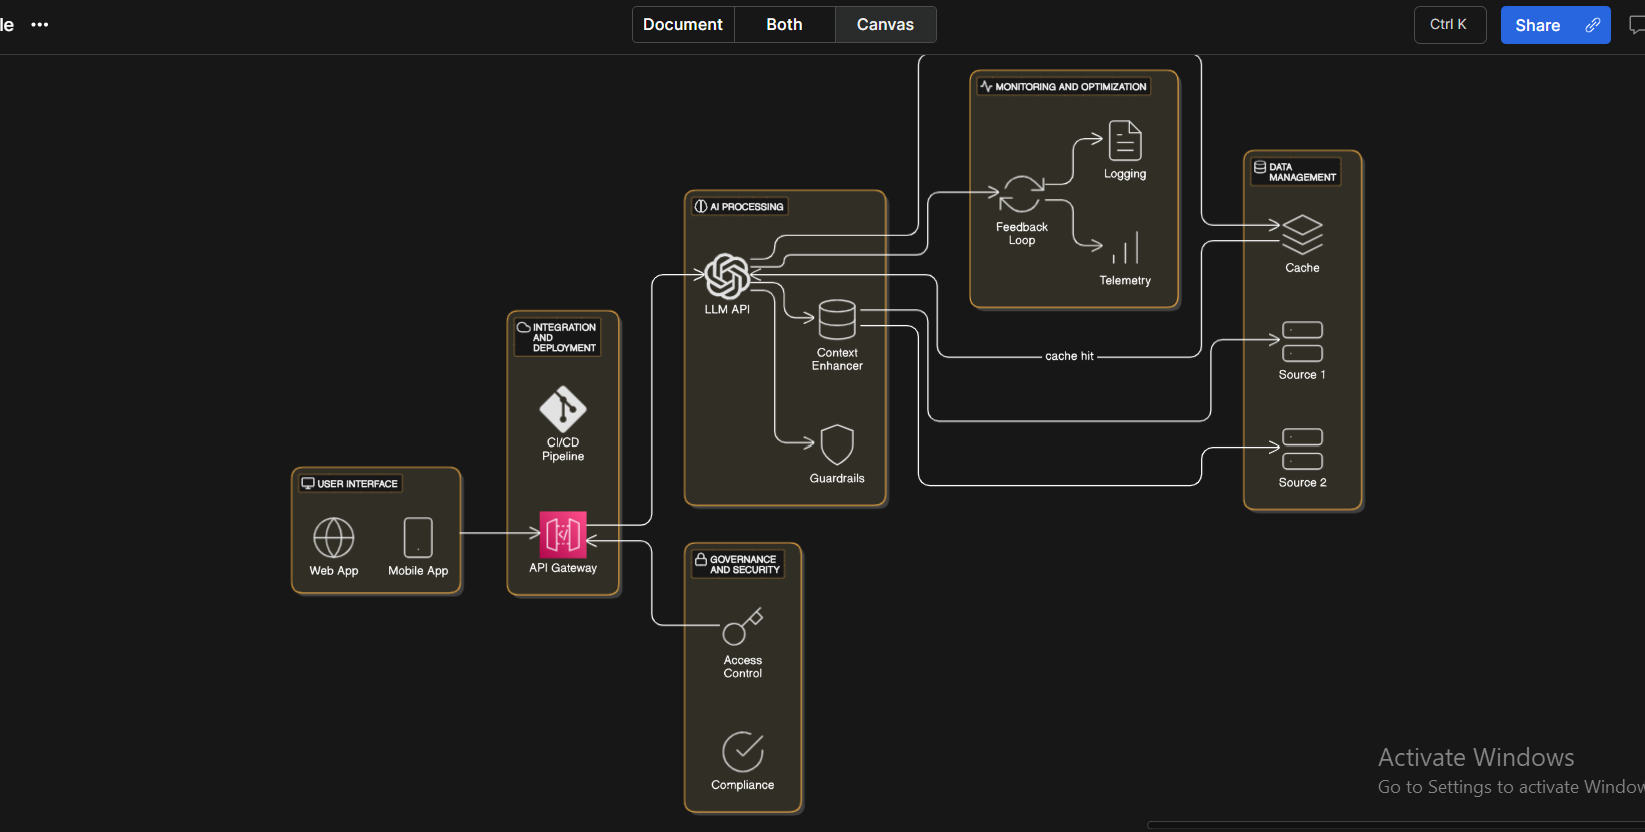 le
Document
Both
Canvas
Ctrl K
Share
MONITORING AND OPTIMIZATION
Logging
Feedback
Loop
Telemetry
DATA
MANAGEMENT
Cache
Source 1
Source 2
AI PROCESSING
LLM API
Context
Enhancer
Guardrails
cache hit
INTEGRATION
AND
DEPLOYMENT
CI/CD
Pipeline
API Gateway
USER INTERFACE
Web App
Mobile App
GOVERNANCE
AND SECURITY
Access
Control
Compliance
Activate Windows
Go to Settings to activate Window